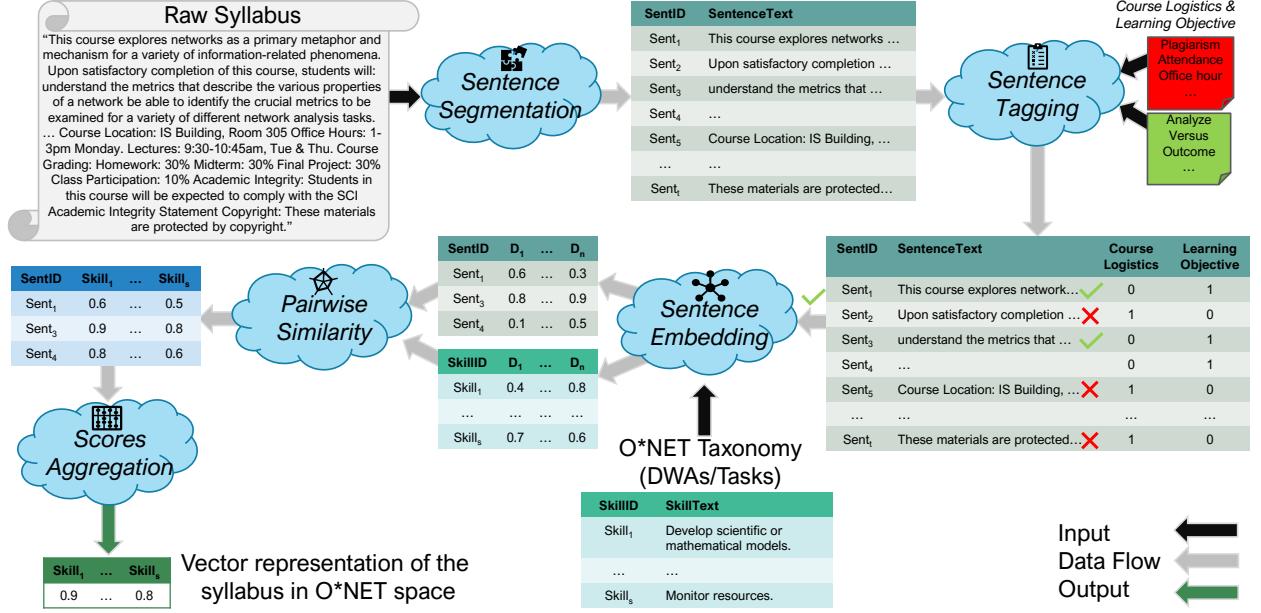 Raw Syllabus
“This course explores networks as a primary metaphor and
mechanism for a variety of information-related phenomena.
Upon satisfactory completion of this course, students will:
understand the metrics that describe the various properties
of a network be able to identify the crucial metrics to be
examined for a variety of different network analysis tasks.
… Course Location: IS Building, Room 305 Office Hours: 1-
3pm Monday. Lectures: 9:30-10:45am, Tue & Thu. Course
Grading: Homework: 30% Midterm: 30% Final Project: 30%
Class Participation: 10% Academic Integrity: Students in
this course will be expected to comply with the SCI
Academic Integrity Statement Copyright: These materials
are protected by copyright.”
Sentence
Segmentation
SentID SentenceText
Sent1 This course explores networks …
Sent2 Upon satisfactory completion …
Sent3 understand the metrics that …
Sent4 …
Sent5 Course Location: IS Building, …
… …
Sentt These materials are protected…
Sentence
Tagging
Course Logistics &
Learning Objective
Plagiarism
Attendance
Office hour
…
Analyze
Versus
Outcome
…
SentID SentenceText Course Logistics Learning Objective
Sent1 This course explores network… 0 1
Sent2 Upon satisfactory completion … 1 0
Sent3 understand the metrics that … 0 1
Sent4 … 0 1
Sent5 Course Location: IS Building, … 1 0
… … … …
Sentt These materials are protected… 1 0
Sentence
Embedding
O*NET Taxonomy
(DWAs/Tasks)
SkillID SkillText
Skill1 Develop scientific or
mathematical models.
… …
Skills Monitor resources.
SentID D1 … Dn
Sent1 0.6 … 0.3
Sent3 0.8 … 0.9
Sent4 0.1 … 0.5
SkillID D1 … Dn
Skill1 0.4 … 0.8
… … … …
Skills 0.7 … 0.6
Pairwise
Similarity
SentID Skill1 … Skills
Sent1 0.6 … 0.5
Sent3 0.9 … 0.8
Sent4 0.8 … 0.6
Scores
Aggregation
Skill1 … Skills
0.9 … 0.8
Vector representation of the
syllabus in O*NET space
Input
Data Flow
Output